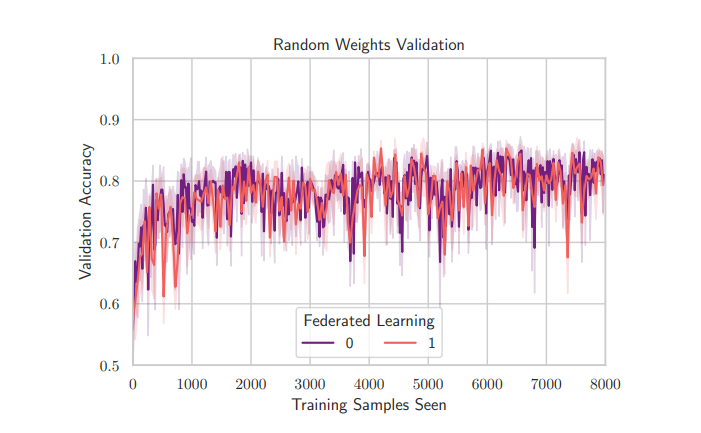 Random Weights Validation
1.0
0.9
0.8
0.7
0.6
0.5
Validation Accuracy
Federated Learning
0 1
0 1000 2000 3000 4000 5000 6000 7000 8000
Training Samples Seen